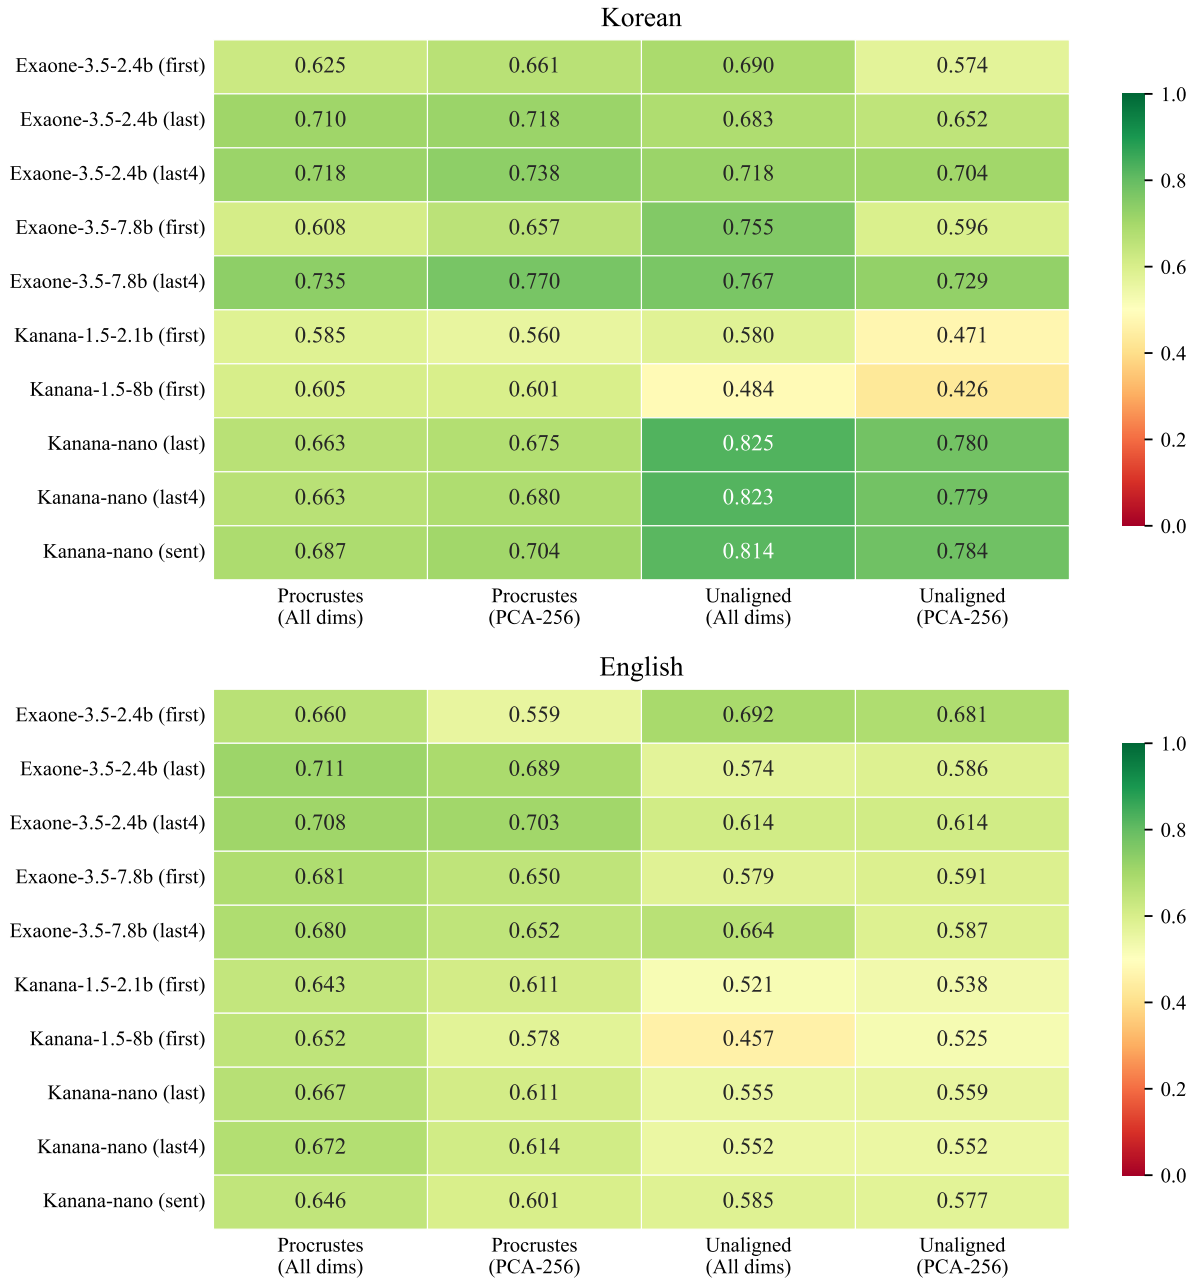 Korean
Exaone-3.5-2.4b (first) 0.625 0.661 0.690 0.574
1.0
Exaone-3.5-2.4b (last) 0.710 0.718 0.683 0.652
Exaone-3.5-2.4b (last4) 0.718 0.738 0.718 0.704
0.8
Exaone-3.5-7.8b (first) 0.608 0.657 0.755 0.596
Exaone-3.5-7.8b (last4) 0.735 0.770 0.767 0.729
0.6
Kanana-1.5-2.1b (first) 0.585 0.560 0.580 0.471
0.4
Kanana-1.5-8b (first) 0.605 0.601 0.484 0.426
Kanana-nano (last) 0.663 0.675 0.825 0.780
0.2
Kanana-nano (last4) 0.663 0.680 0.823 0.779
0.0
Kanana-nano (sent) 0.687 0.704 0.814 0.784
Procrustes Procrustes Unaligned Unaligned
(All dims) (PCA-256) (All dims) (PCA-256)
English
Exaone-3.5-2.4b (first) 0.660 0.559 0.692 0.681
1.0
Exaone-3.5-2.4b (last) 0.711 0.689 0.574 0.586
Exaone-3.5-2.4b (last4) 0.708 0.703 0.614 0.614
0.8
Exaone-3.5-7.8b (first) 0.681 0.650 0.579 0.591
Exaone-3.5-7.8b (last4) 0.680 0.652 0.664 0.587
0.6
Kanana-1.5-2.1b (first) 0.643 0.611 0.521 0.538
0.4
Kanana-1.5-8b (first) 0.652 0.578 0.457 0.525
Kanana-nano (last) 0.667 0.611 0.555 0.559
0.2
Kanana-nano (last4) 0.672 0.614 0.552 0.552
0.0
Kanana-nano (sent) 0.646 0.601 0.585 0.577
Procrustes Procrustes Unaligned Unaligned
(All dims) (PCA-256) (All dims) (PCA-256)